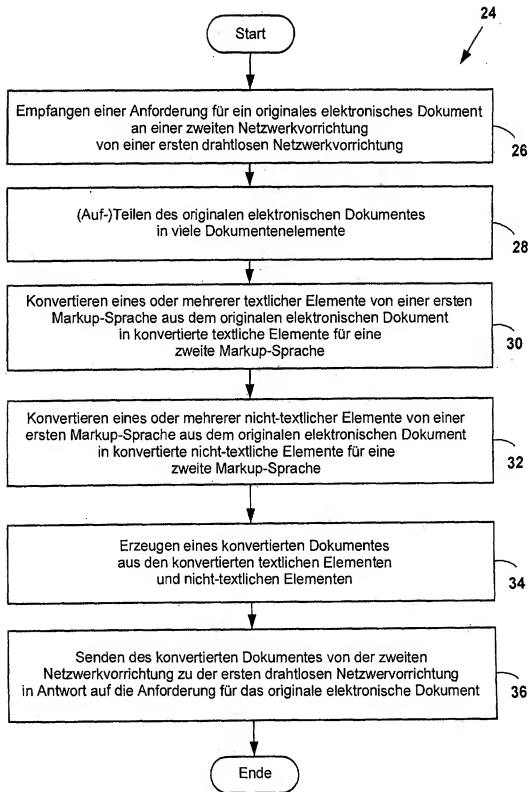 24
Start
Empfangen einer Anforderung für ein originales elektronisches Dokument
an einer zweiten Netzwerkvorrichtung
von einer ersten drahtlosen Netzwerkvorrichtung
26
(Auf-)Teilen des originalen elektronischen Dokumentes
in viele Dokumentenelemente
28
Konvertieren eines oder mehrerer textlicher Elemente von einer ersten
Markup-Sprache aus dem originalen elektronischen Dokument
in konvertierte textliche Elemente für eine
zweite Markup-Sprache
30
Konvertieren eines oder mehrerer nicht-textlicher Elemente von einer
ersten Markup-Sprache aus dem originalen elektronischen Dokument
in konvertierte nicht-textliche Elemente für eine
zweite Markup-Sprache
32
Erzeugen eines konvertierten Dokumentes
aus den konvertierten textlichen Elementen
und nicht-textlichen Elementen
34
Senden des konvertierten Dokumentes von der zweiten
Netzwerkvorrichtung zu der ersten drahtlosen Netzwervorrichtung
in Antwort auf die Anforderung für das originale elektronische Dokument
36
Ende